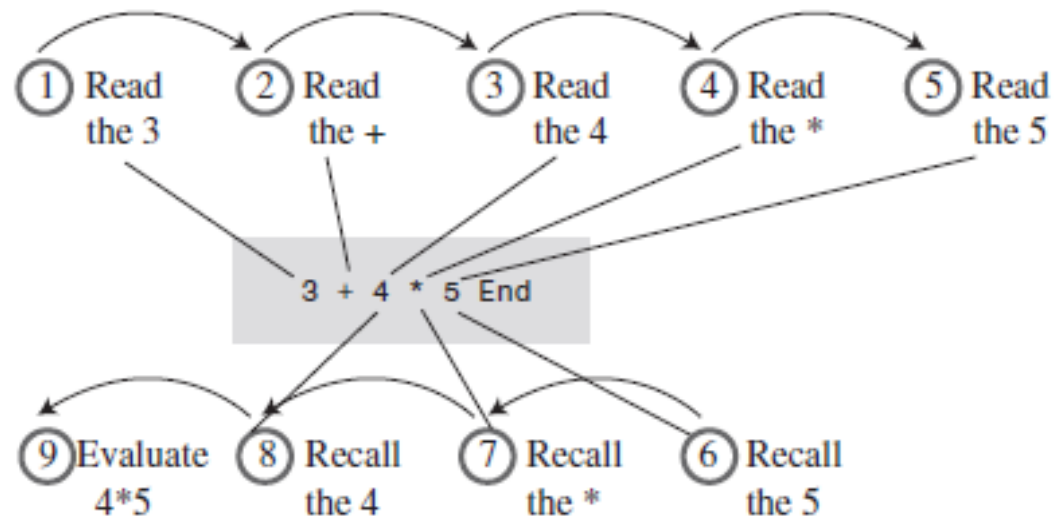 1 Read the 3
2 Read the +
3 Read the 4
4 Read the *
5 Read the 5
3 + 4 * 5 End
9 Evaluate 4*5
8 Recall the 4
7 Recall the *
6 Recall the 5